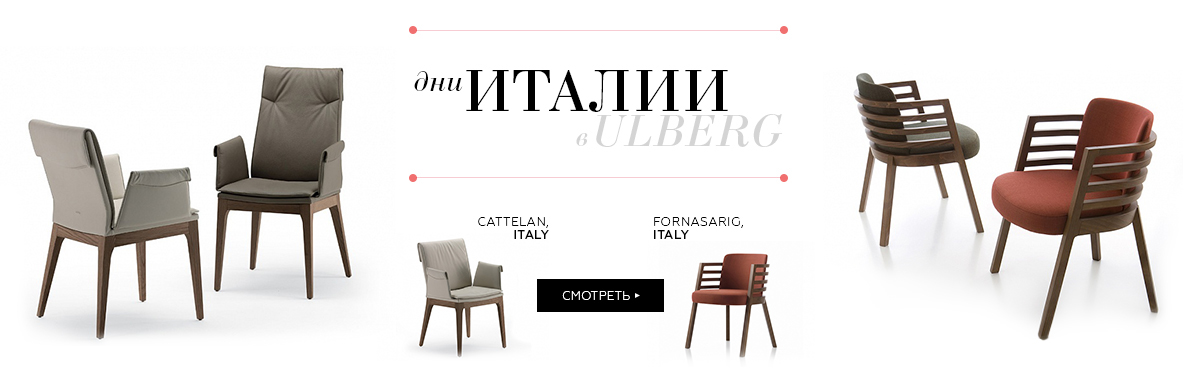 дни ИТАЛИИ
в ULBERG
CATTELAN,
ITALY
FORNASARIG,
ITALY
СМОТРЕТЬ ▸